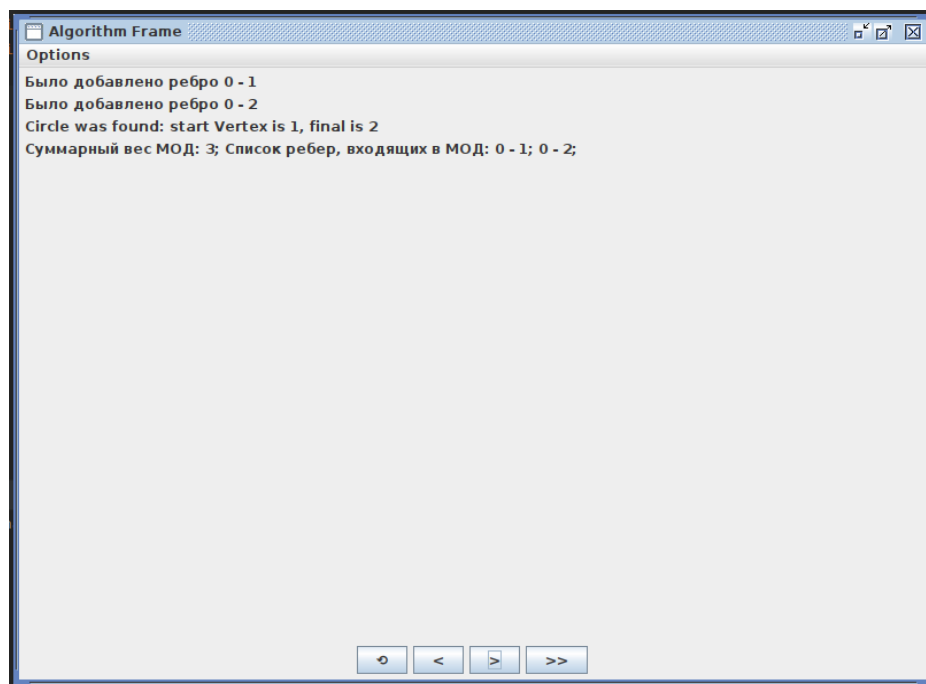 Algorithm Frame
Options
Было добавлено ребро 0 - 1
Было добавлено ребро 0 - 2
Circle was found: start Vertex is 1, final is 2
Суммарный вес МОД: 3; Список ребер, входящих в МОД: 0 - 1; 0 - 2;
⟲ < > >>